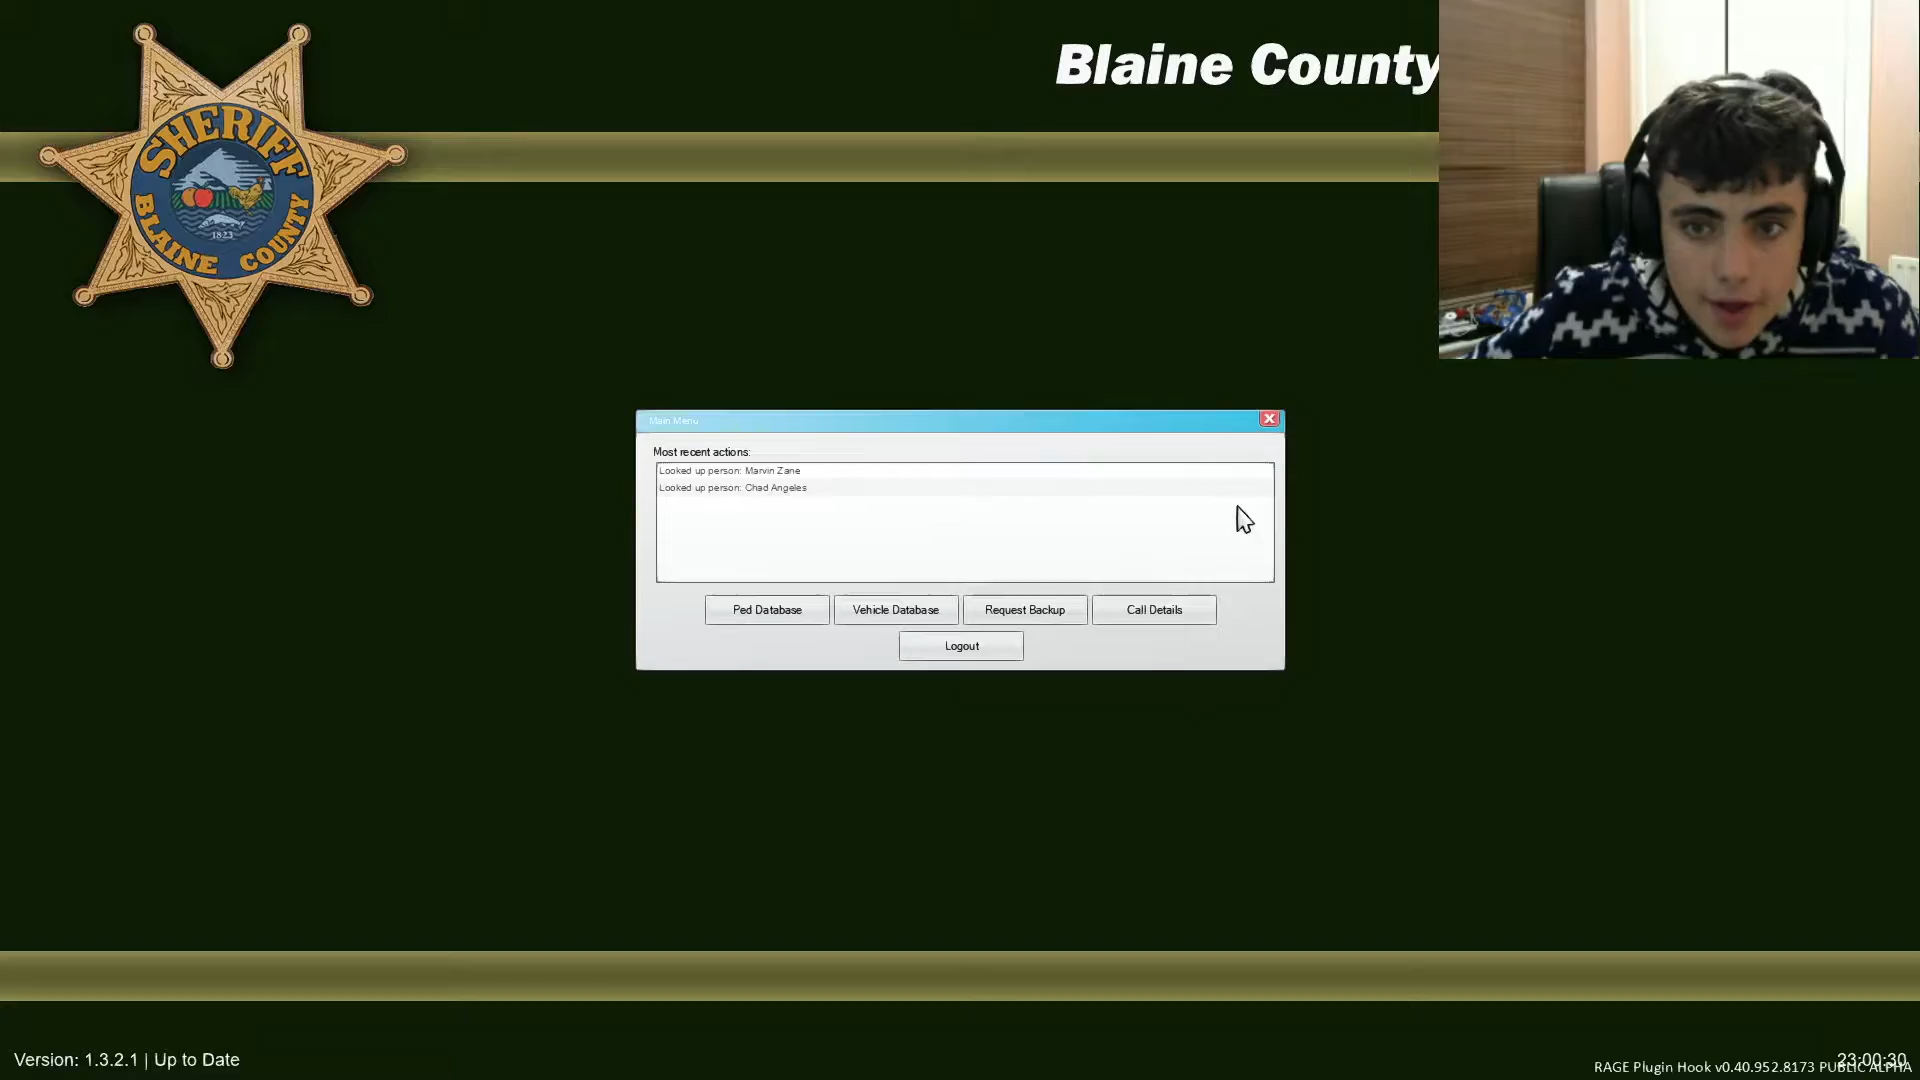 SHERIFF
BLAINE COUNTY
1823
Blaine County
Main Menu
Most recent actions:
Looked up person: Marvin Zane
Looked up person: Chad Angeles
Ped Database
Vehicle Database
Request Backup
Call Details
Logout
Version: 1.3.2.1 | Up to Date
23:00:30
RAGE Plugin Hook v0.40.952.8173 PUBLIC ALPHA